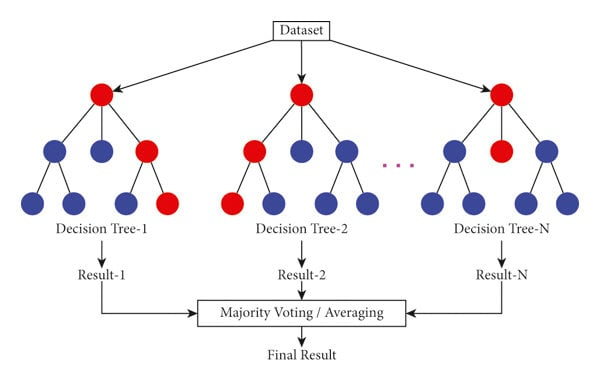 Dataset
Decision Tree-1
Decision Tree-2
Decision Tree-N
Result-1
Result-2
Result-N
Majority Voting / Averaging
Final Result